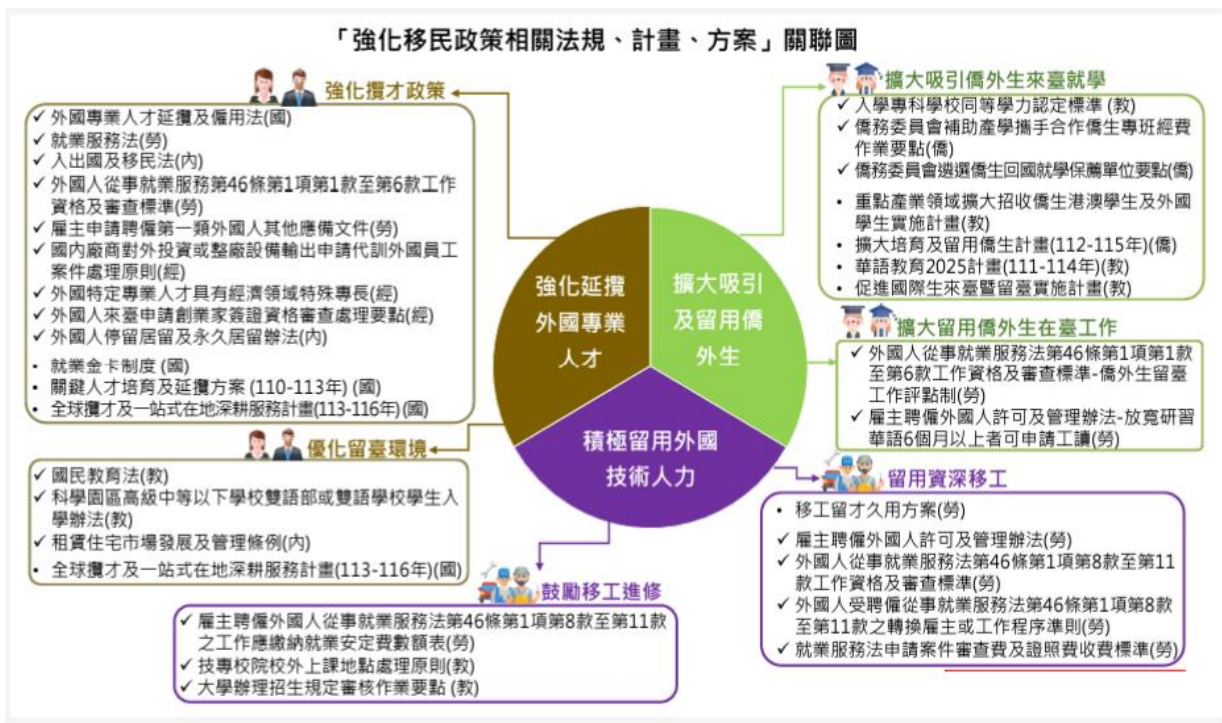 「強化移民政策相關法規、計畫、方案」關聯圖
強化攬才政策
✓ 外國專業人才延攬及僱用法(國)
✓ 就業服務法(勞)
✓ 入出國及移民法(內)
✓ 外國人從事就業服務第46條第1項第1款至第6款工作
資格及審查標準(勞)
✓ 雇主申請聘僱第一類外國人其他應備文件(勞)
✓ 國內廠商對外投資或整廠設備輸出申請代訓外國員工
案件處理原則(經)
✓ 外國特定專業人才具有經濟領域特殊專長(經)
✓ 外國人來臺申請創業家簽證資格審查處理要點(經)
✓ 外國人停留居留及永久居留辦法(內)
• 就業金卡制度 (國)
• 關鍵人才培育及延攬方案 (110-113年) (國)
• 全球攬才及一站式在地深耕服務計畫(113-116年)(國)
優化留臺環境
✓ 國民教育法(教)
✓ 科學園區高級中等以下學校雙語部或雙語學校學生入
學辦法(教)
✓ 租賃住宅市場發展及管理條例(內)
• 全球攬才及一站式在地深耕服務計畫(113-116年)(國)
強化延攬
外國專業
人才
擴大吸引
及留用僑
外生
積極留用外國
技術人力
擴大吸引僑外生來臺就學
✓ 入學專科學校同等學力認定標準 (教)
✓ 僑務委員會補助產學攜手合作僑生專班經費
作業要點(僑)
✓ 僑務委員會遴選僑生回國就學保薦單位要點(僑)
• 重點產業領域擴大招收僑生港澳學生及外國
學生實施計畫(教)
• 擴大培育及留用僑生計畫(112-115年)(僑)
• 華語教育2025計畫(111-114年)(教)
• 促進國際生來臺暨留臺實施計畫(教)
擴大留用僑外生在臺工作
✓ 外國人從事就業服務法第46條第1項第1款
至第6款工作資格及審查標準-僑外生留臺
工作評點制(勞)
✓ 雇主聘僱外國人許可及管理辦法-放寬研習
華語6個月以上者可申請工讀(勞)
留用資深移工
• 移工留才久用方案(勞)
✓ 雇主聘僱外國人許可及管理辦法(勞)
✓ 外國人從事就業服務法第46條第1項第8款至第11
款工作資格及審查標準(勞)
✓ 外國人受聘僱從事就業服務法第46條第1項第8款
至第11款之轉換雇主或工作程序準則(勞)
✓ 就業服務法申請案件審查費及證照費收費標準(勞)
鼓勵移工進修
✓ 雇主聘僱外國人從事就業服務法第46條第1項第8款至第11款
之工作應繳納就業安定費數額表(勞)
✓ 技專校院校外上課地點處理原則(教)
✓ 大學辦理招生規定審核作業要點 (教)